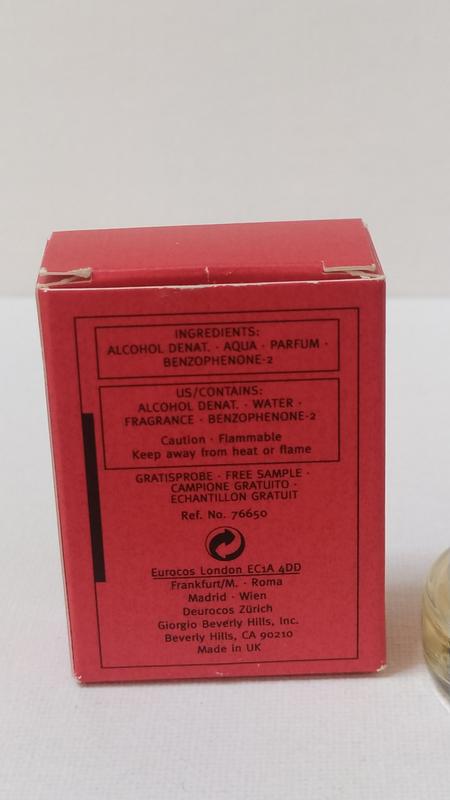 INGREDIENTS:
ALCOHOL DENAT. · AQUA · PARFUM ·
BENZOPHENONE-2
US/CONTAINS:
ALCOHOL DENAT. · WATER ·
FRAGRANCE · BENZOPHENONE-2
Caution · Flammable
Keep away from heat or flame
GRATISPROBE · FREE SAMPLE ·
CAMPIONE GRATUITO ·
ECHANTILLON GRATUIT
Ref. No. 76650
Eurocos London EC1A 4DD
Frankfurt/M. · Roma
Madrid · Wien
Deurocos Zürich
Giorgio Beverly Hills, Inc.
Beverly Hills, CA 90210
Made in UK